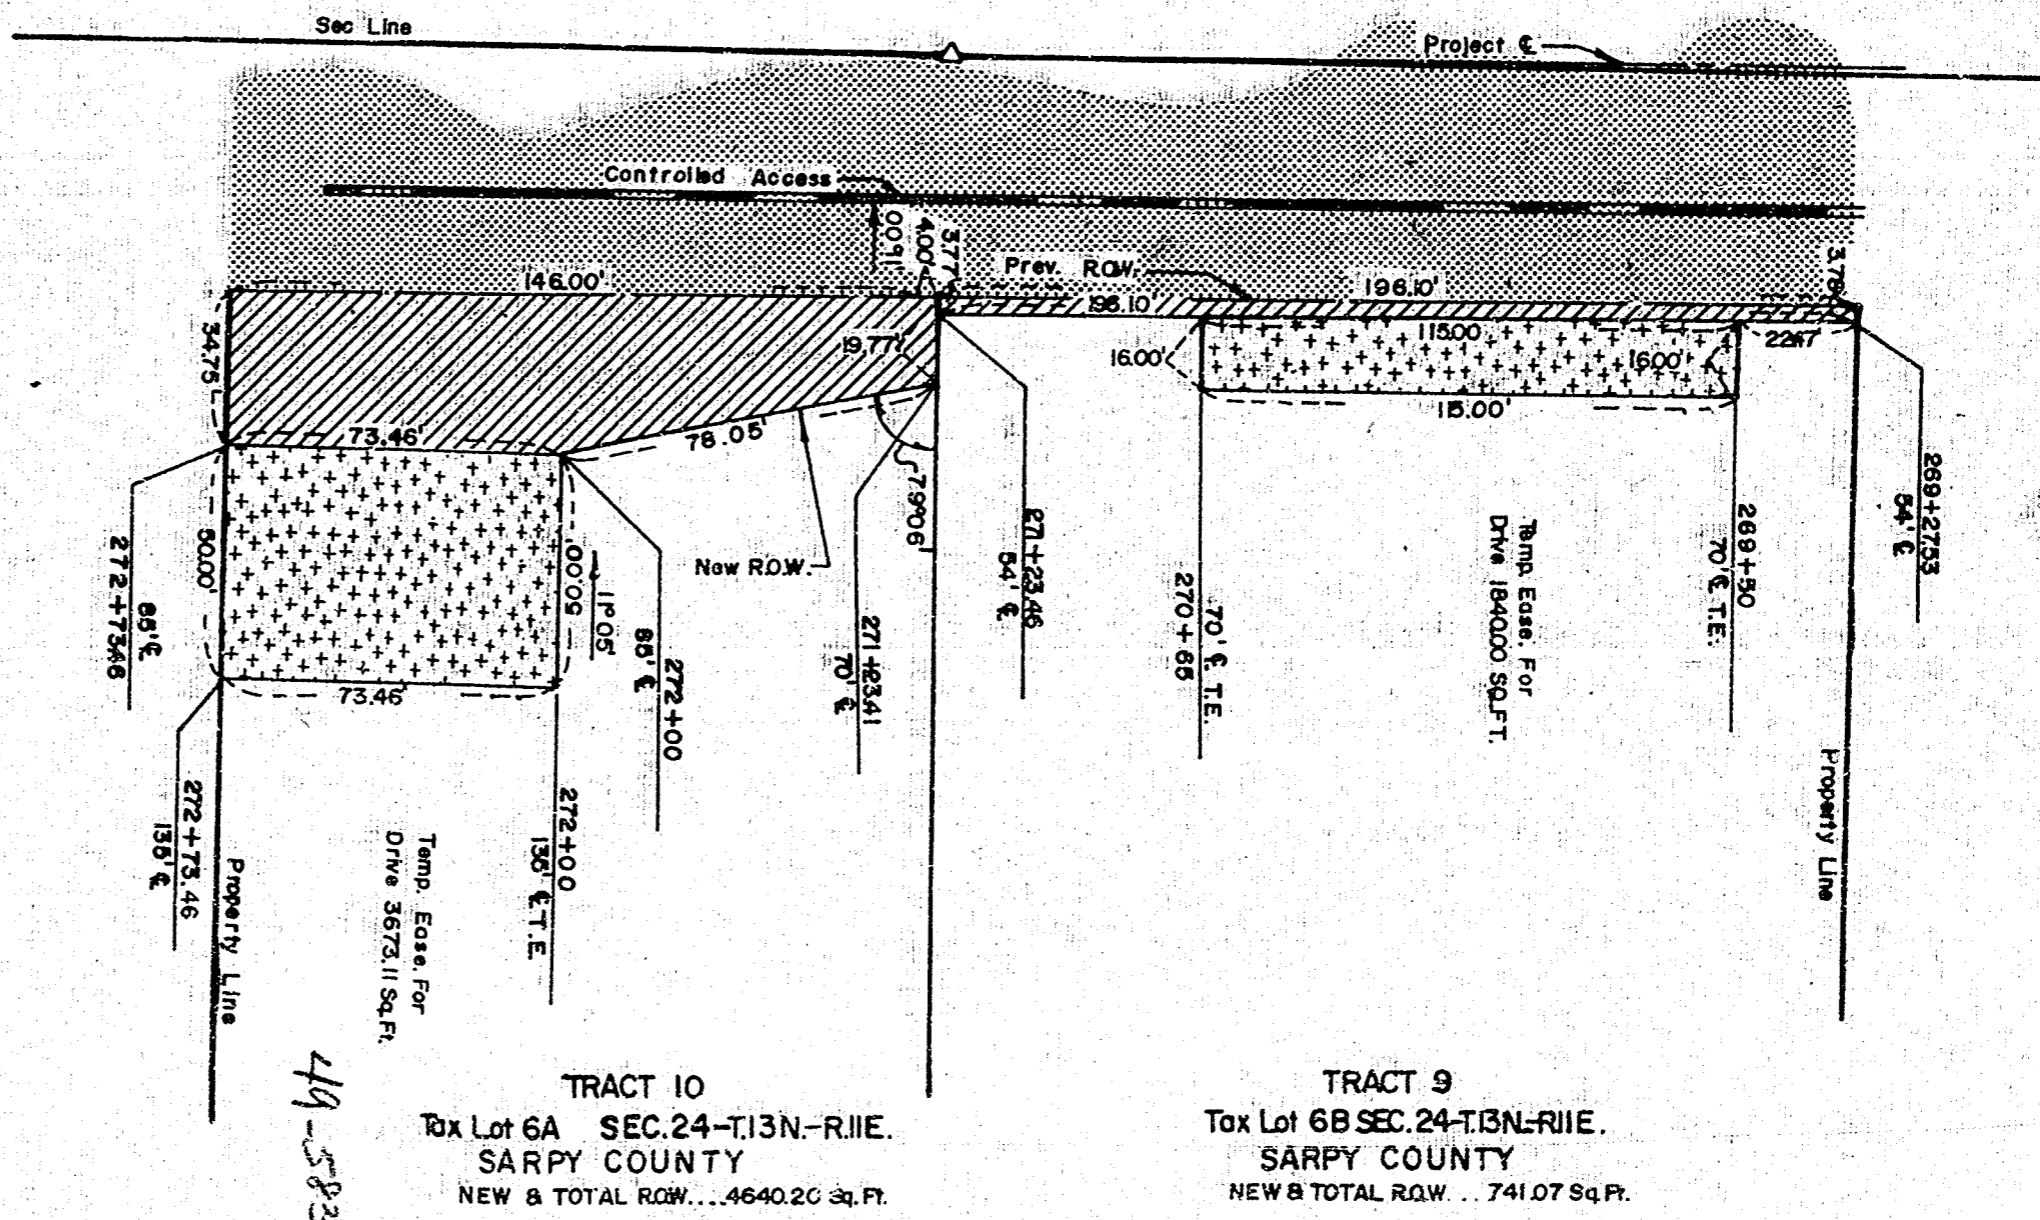 Sec Line
Project ℄
Controlled Access
16.00'
4.00'
3.77'
3.78'
Prev. R.O.W.
146.00'
196.10'
196.10'
34.75'
19.77'
115.00'
16.00'
16.00'
22.47'
73.46'
78.05'
115.00'
79°06'
50.00'
50.00'
1°05'
New R.O.W.
73.46'
272+73.46
85' ℄
272+00
85' ℄
271+23.41
70' ℄
271+23.46
54' ℄
270+65
70' ℄ T.E.
Temp. Ease. For
Drive 1840.00 SQ.FT.
269+50
70' ℄ T.E.
269+27.53
54' ℄
Property Line
272+73.46
135' ℄
Property Line
Temp. Ease. For
Drive 3673.11 Sq.Ft.
272+00
135' ℄ T.E.
TRACT 10
Tax Lot 6A SEC.24-T.13N.-R.11E.
SARPY COUNTY
NEW & TOTAL R.O.W....4640.20 Sq.Ft.
TRACT 9
Tax Lot 6B SEC.24-T.13N.-R11E.
SARPY COUNTY
NEW & TOTAL R.O.W... 741.07 Sq.Ft.